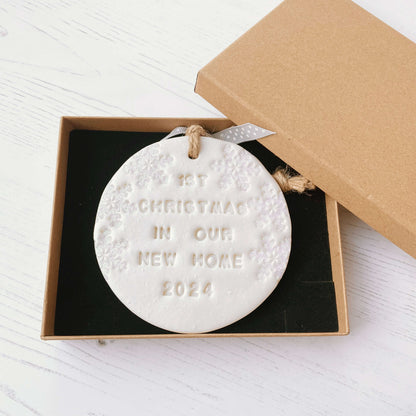 1ST
CHRISTMAS
IN OUR
NEW HOME
2024